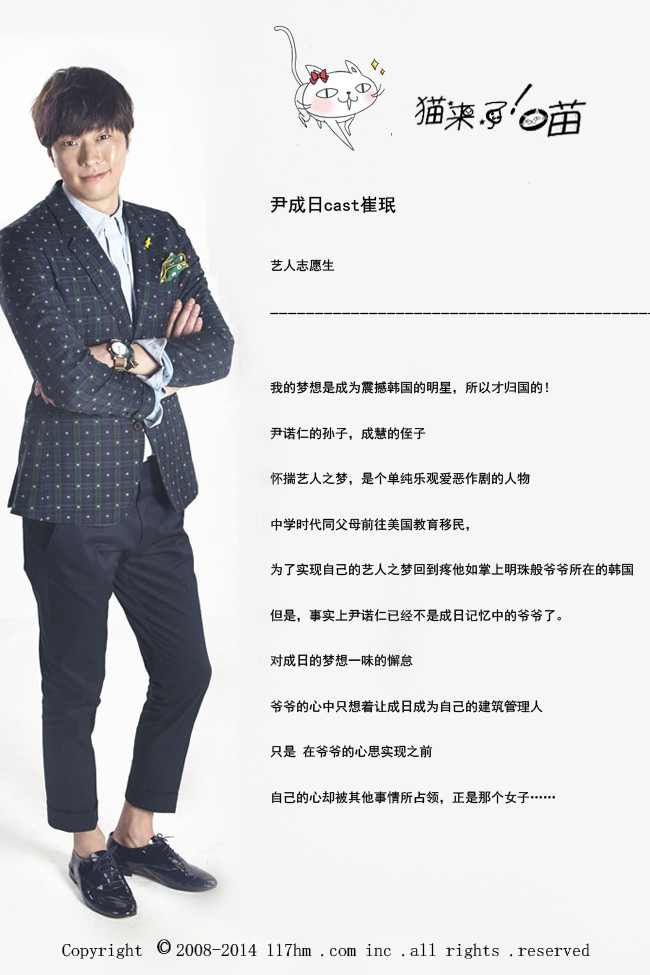 猫来了!喵
尹成日cast崔珉
艺人志愿生
我的梦想是成为震撼韩国的明星，所以才归国的!
尹诺仁的孙子，成慧的侄子
怀揣艺人之梦，是个单纯乐观爱恶作剧的人物
中学时代同父母前往美国教育移民，
为了实现自己的艺人之梦回到疼他如掌上明珠般爷爷所在的韩国
但是，事实上尹诺仁已经不是成日记忆中的爷爷了。
对成日的梦想一味的懈怠
爷爷的心中只想着让成日成为自己的建筑管理人
只是 在爷爷的心思实现之前
自己的心却被其他事情所占领，正是那个女子……
Copyright © 2008-2014 117hm .com inc .all rights .reserved